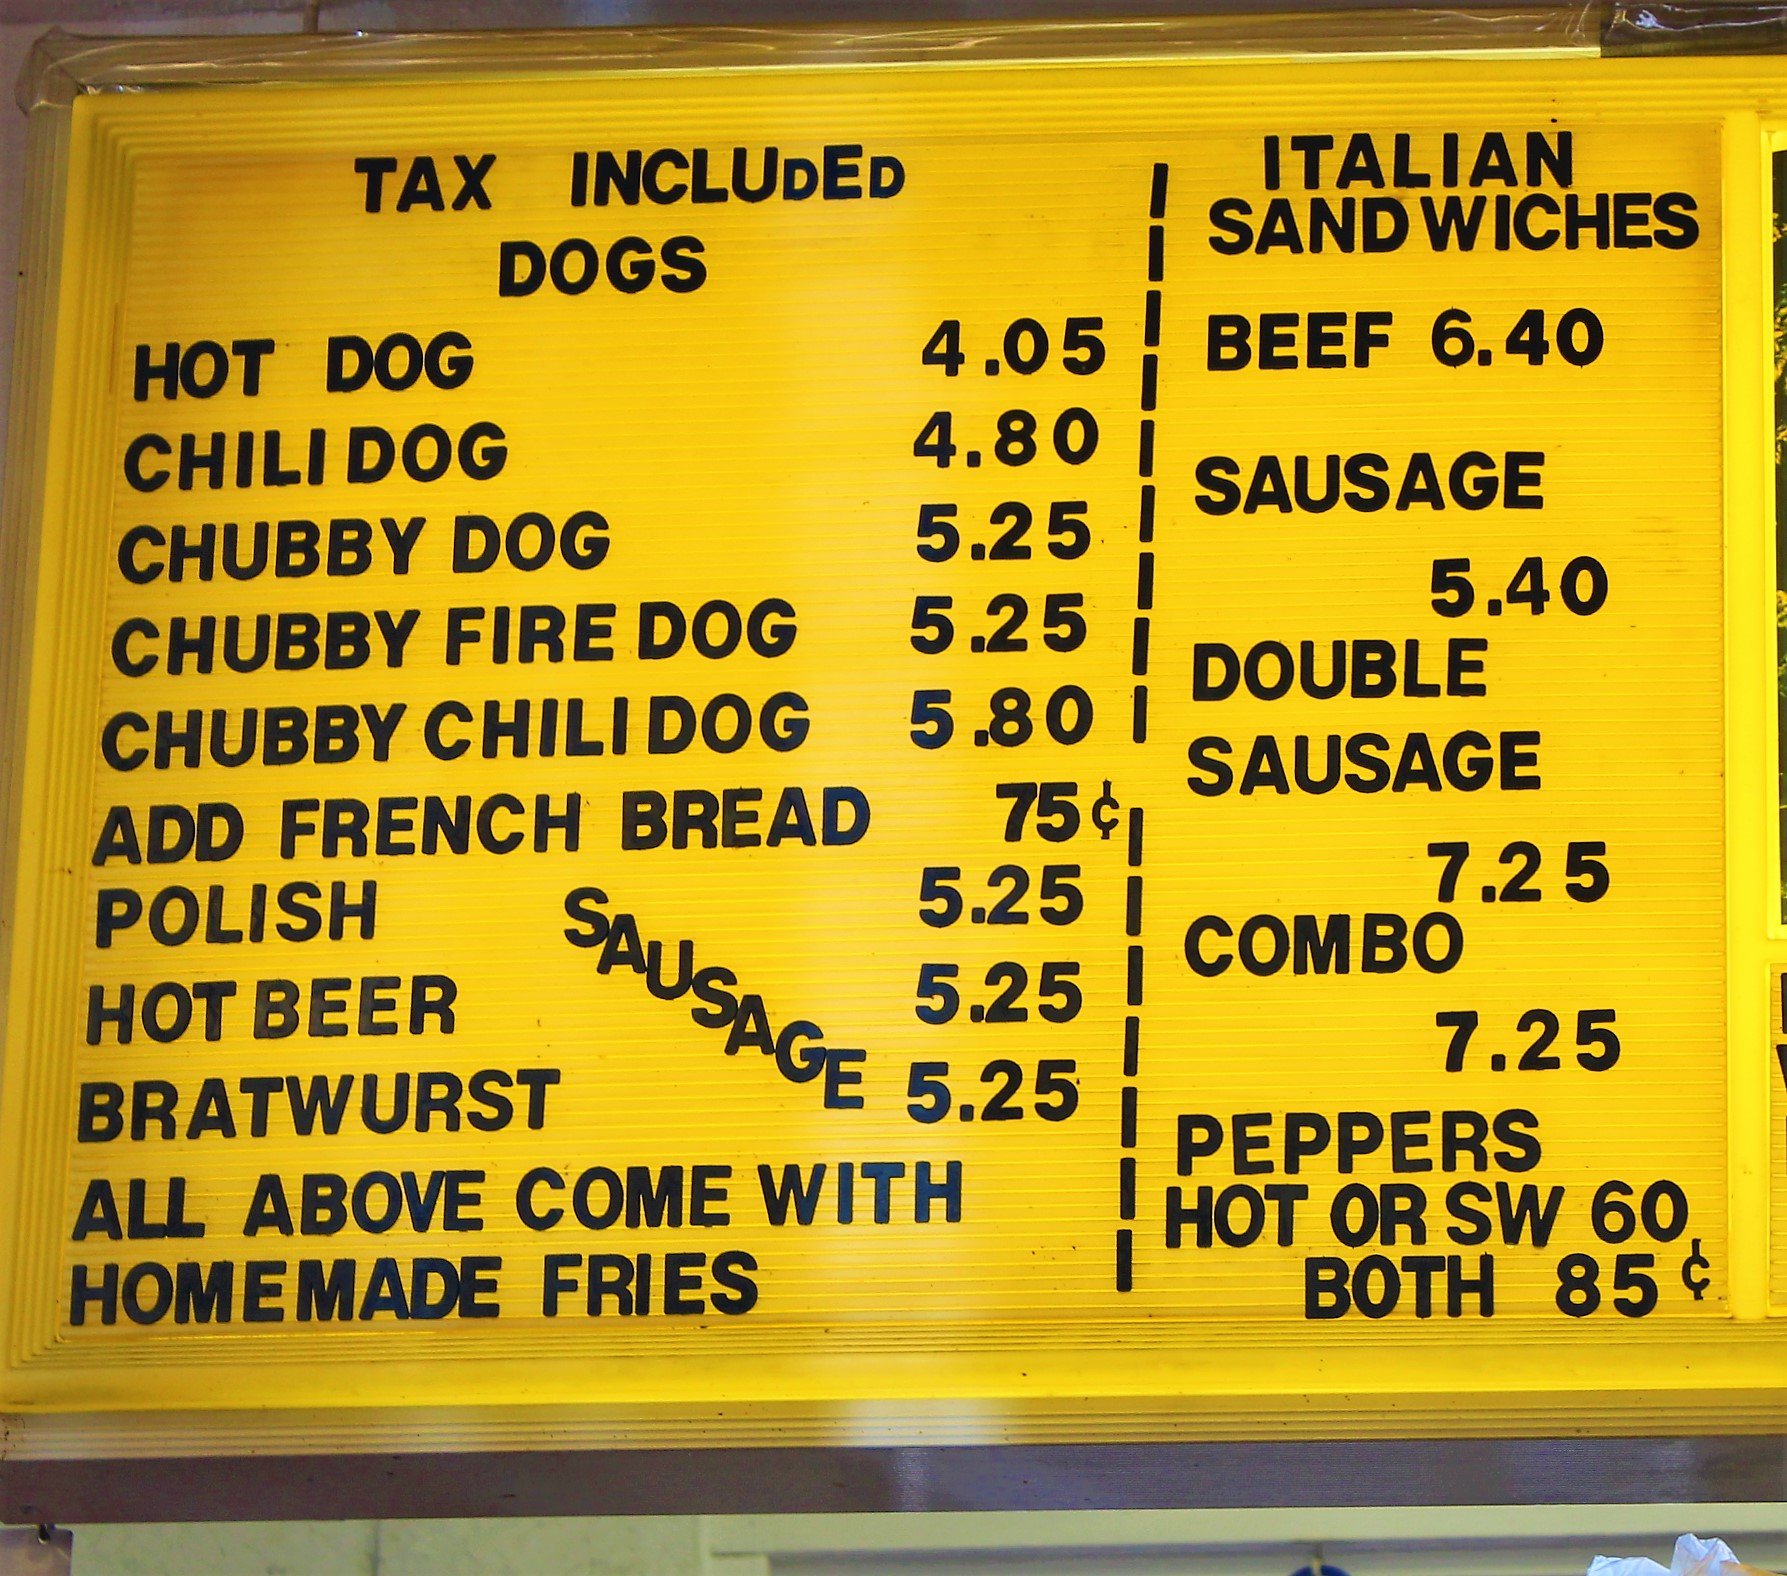 TAX INCLUDED
DOGS
HOT DOG 4.05
CHILI DOG 4.80
CHUBBY DOG 5.25
CHUBBY FIRE DOG 5.25
CHUBBY CHILI DOG 5.80
ADD FRENCH BREAD 75¢
POLISH 5.25
SAUSAGE
HOT BEER 5.25
BRATWURST 5.25
ALL ABOVE COME WITH
HOMEMADE FRIES
ITALIAN
SANDWICHES
BEEF 6.40
SAUSAGE
5.40
DOUBLE
SAUSAGE
7.25
COMBO
7.25
PEPPERS
HOT OR SW 60
BOTH 85¢